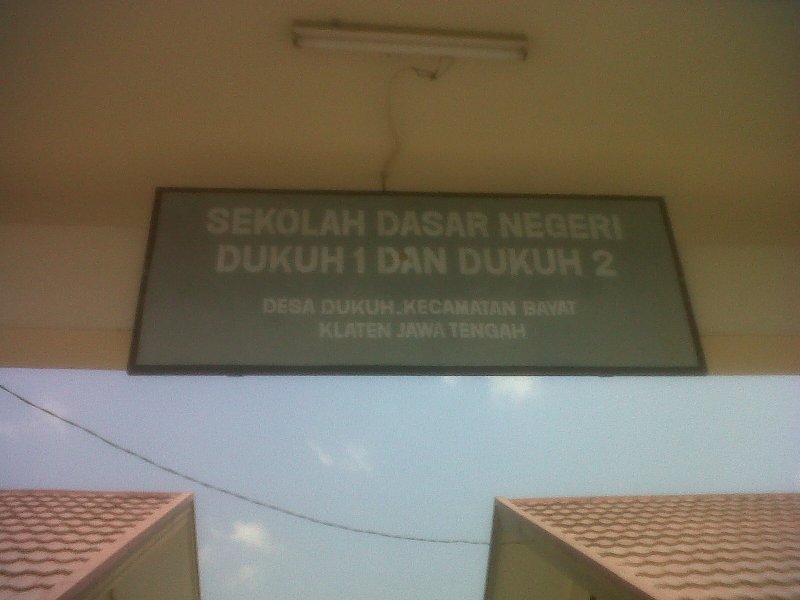 SEKOLAH DASAR NEGERI
DUKUH 1 DAN DUKUH 2
DESA DUKUH.KECAMATAN BAYAT
KLATEN JAWA TENGAH